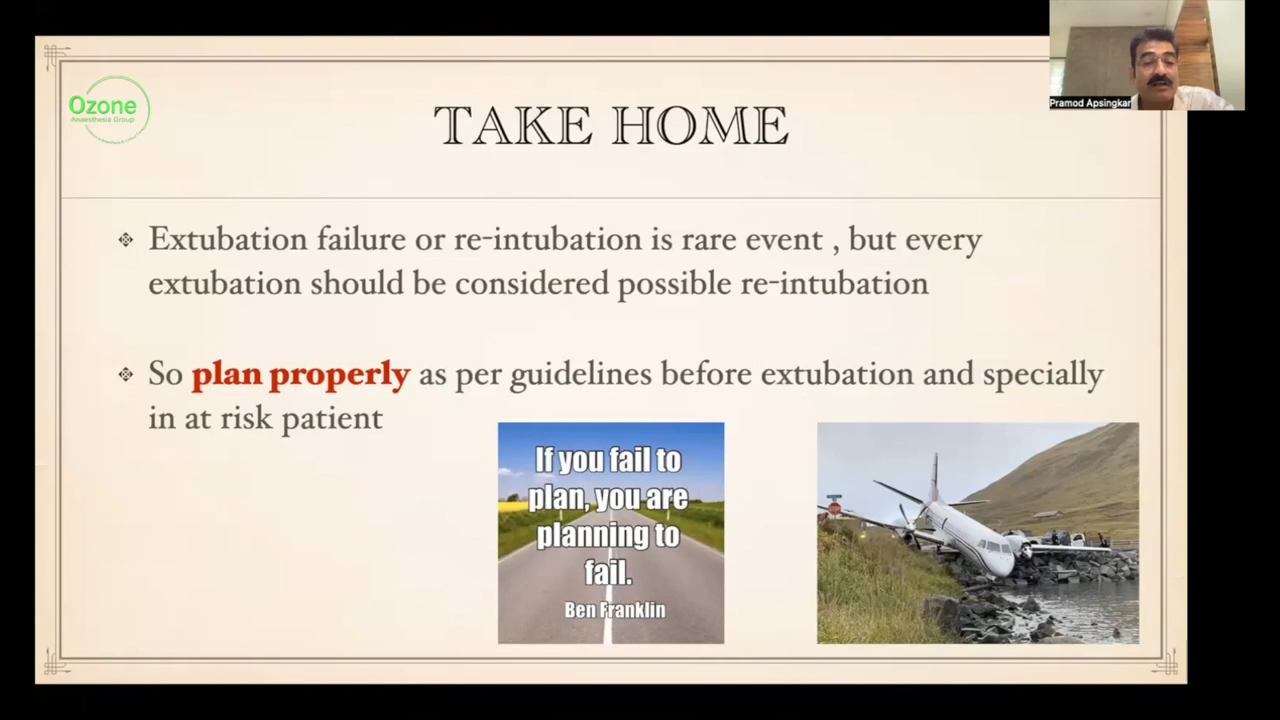 Pramod Apsingkar
Ozone
Anaesthesia Group
TAKE HOME
Extubation failure or re-intubation is rare event , but every
extubation should be considered possible re-intubation
So plan properly as per guidelines before extubation and specially
in at risk patient
If you fail to
plan, you are
planning to
fail.
Ben Franklin